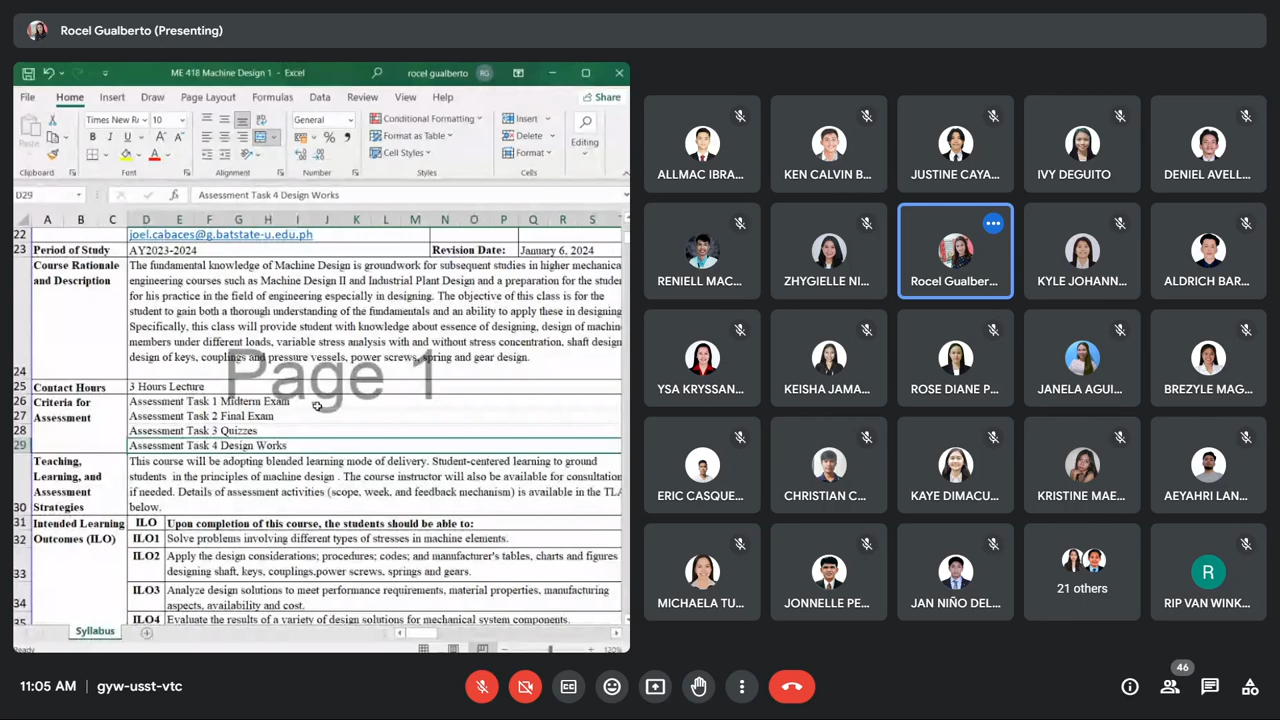 Rocel Gualberto (Presenting)
ME 418 Machine Design 1 - Excel
rocel gualberto
RG
File Home Insert Draw Page Layout Formulas Data Review View Help Share
Times New R
10
General
Conditional Formatting
Format as Table
Cell Styles
Insert
Delete
Format
Editing
Paste
Clipboard
Font
Alignment
Number
Styles
Cells
D29
fx
Assessment Task 4 Design Works
A B C D E F G H I J K L M N O P Q R S
22
joel.cabaces@g.batstate-u.edu.ph
23 Period of Study AY2023-2024 Revision Date: January 6, 2024
Course Rationale and Description
The fundamental knowledge of Machine Design is groundwork for subsequent studies in higher mechanica
engineering courses such as Machine Design II and Industrial Plant Design and a preparation for the studen
for his practice in the field of engineering especially in designing. The objective of this class is for the
student to gain both a thorough understanding of the fundamentals and an ability to apply these in designing
Specifically, this class will provide student with knowledge about essence of designing, design of machin
members under different loads, variable stress analysis with and without stress concentration, shaft design
design of keys, couplings and pressure vessels, power screws, spring and gear design.
24
Page 1
25 Contact Hours 3 Hours Lecture
26 Criteria for Assessment Task 1 Midterm Exam
27 Assessment Assessment Task 2 Final Exam
28 Assessment Task 3 Quizzes
29 Assessment Task 4 Design Works
Teaching, Learning, and Assessment Strategies
This course will be adopting blended learning mode of delivery. Student-centered learning to ground
students in the principles of machine design . The course instructor will also be available for consultation
if needed. Details of assessment activities (scope, week, and feedback mechanism) is available in the TLA
below.
30
31 Intended Learning ILO Upon completion of this course, the students should be able to:
32 Outcomes (ILO) ILO1 Solve problems involving different types of stresses in machine elements.
ILO2 Apply the design considerations; procedures; codes; and manufacturer's tables, charts and figures
33 designing shaft, keys, couplings,power screws, springs and gears.
ILO3 Analyze design solutions to meet performance requirements, material properties, manufacturing
34 aspects, availability and cost.
35 ILO4 Evaluate the results of a variety of design solutions for mechanical system components.
Syllabus
Ready
120%
ALLMAC IBRA...
KEN CALVIN B...
JUSTINE CAYA...
IVY DEGUITO
DENIEL AVELL...
RENIELL MAC...
ZHYGIELLE NI...
Rocel Gualber...
KYLE JOHANN...
ALDRICH BAR...
YSA KRYSSAN...
KEISHA JAMA...
ROSE DIANE P...
JANELA AGUI...
BREZYLE MAG...
ERIC CASQUE...
CHRISTIAN C...
KAYE DIMACU...
KRISTINE MAE...
AEYAHRI LAN...
MICHAELA TU...
JONNELLE PE...
JAN NIÑO DEL...
21 others
R
RIP VAN WINK...
11:05 AM | gyw-usst-vtc
46